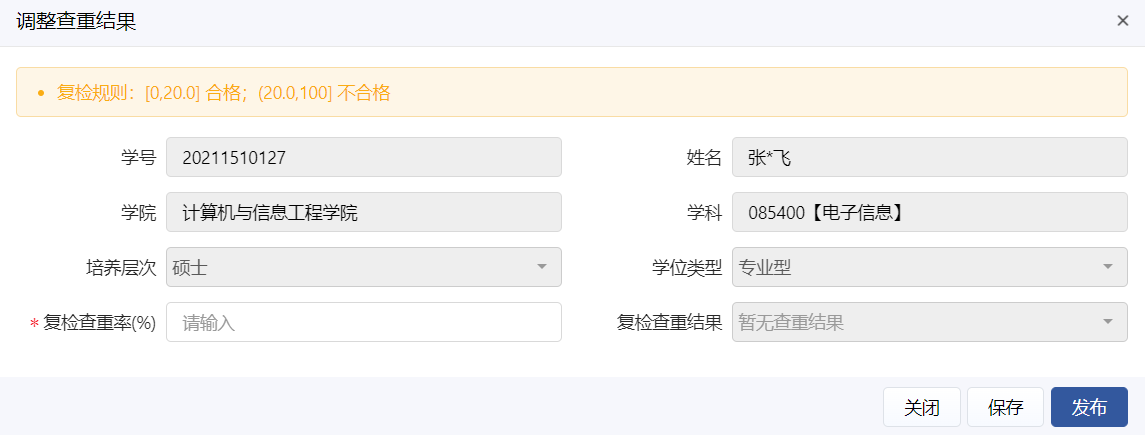 调整查重结果
复检规则：[0,20.0] 合格；(20.0,100] 不合格
学号 20211510127 姓名 张*飞
学院 计算机与信息工程学院 学科 085400【电子信息】
培养层次 硕士 学位类型 专业型
* 复检查重率(%) 请输入 复检查重结果 暂无查重结果
关闭 保存 发布